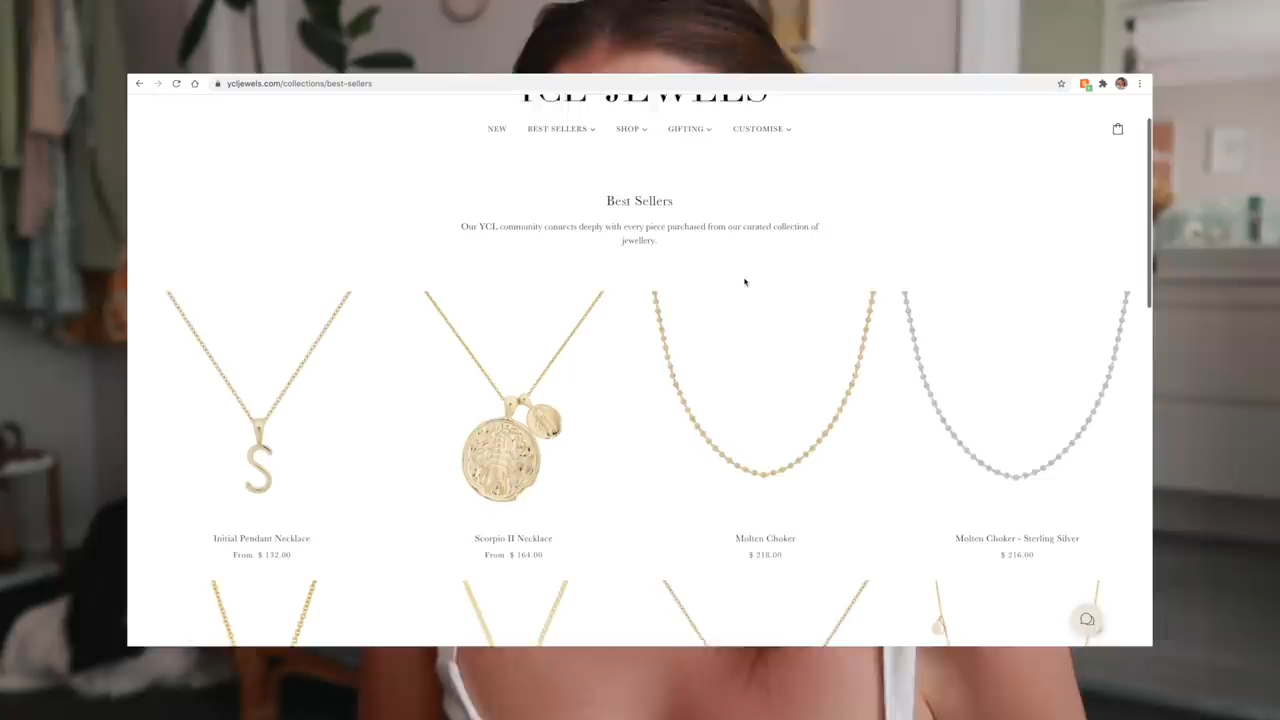 ycljewels.com/collections/best-sellers
YCL JEWELS
NEW BEST SELLERS SHOP GIFTING CUSTOMISE
Best Sellers
Our YCL community connects deeply with every piece purchased from our curated collection of
jewellery.
S
Initial Pendant Necklace
From $ 132.00
Scorpio II Necklace
From $ 164.00
Molten Choker
$ 218.00
Molten Choker - Sterling Silver
$ 216.00